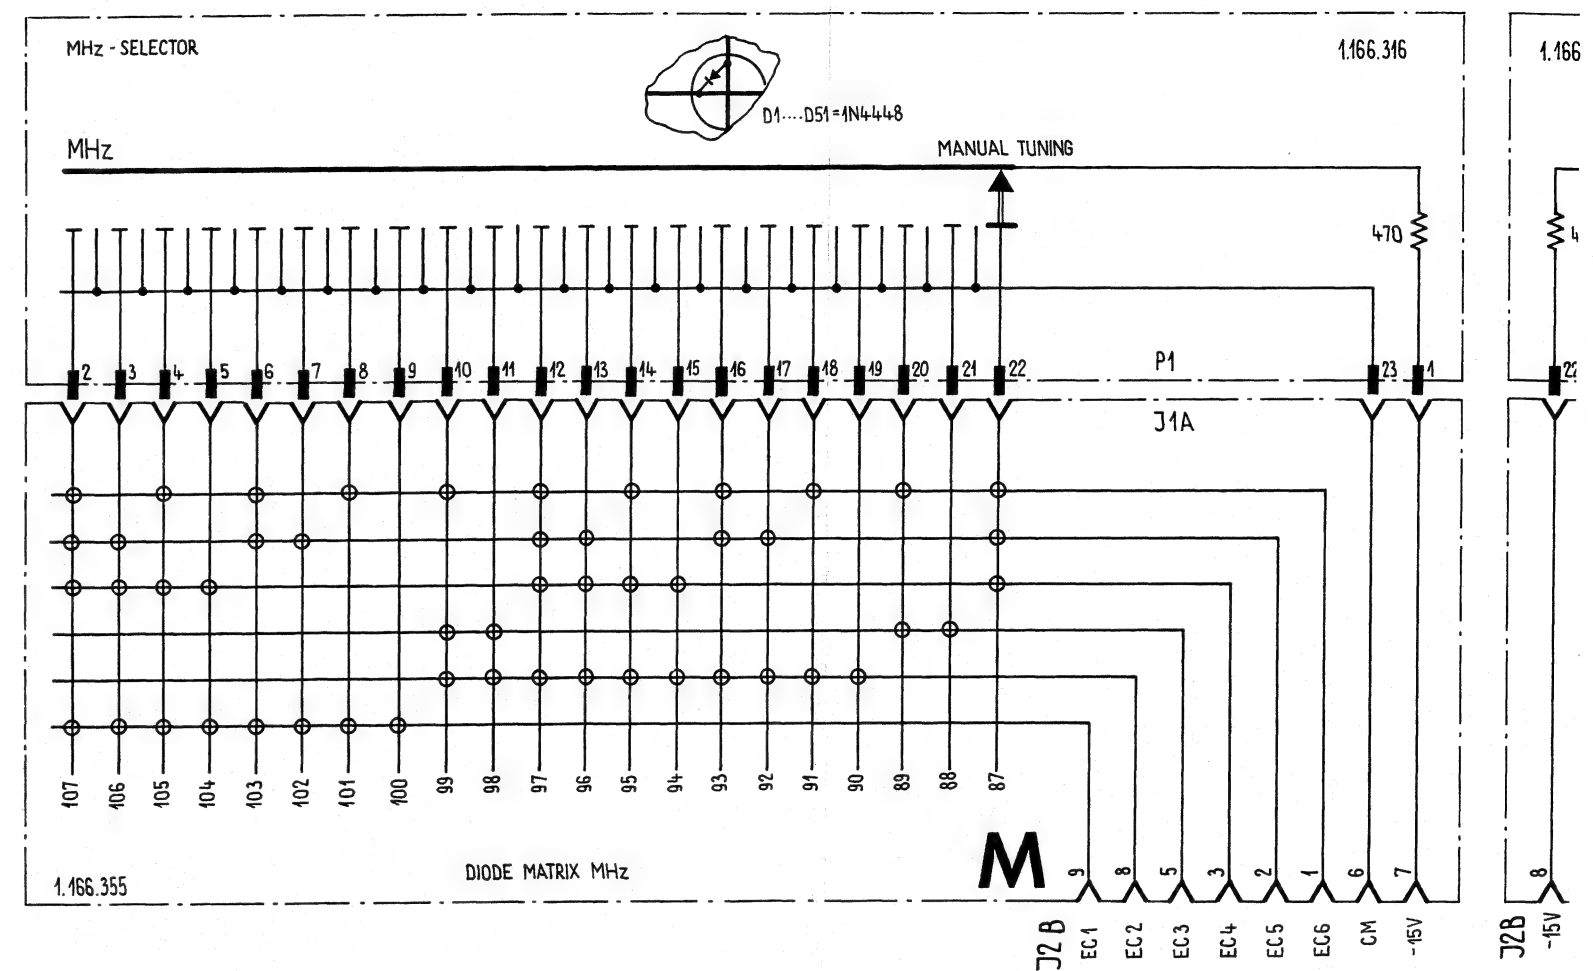 MHz - SELECTOR
1.166.316
1.166
D1....D51=1N4448
MHz
MANUAL TUNING
470
4
2 3 4 5 6 7 8 9 10 11 12 13 14 15 16 17 18 19 20 21 22 P1 23 1 22
J1A
107 106 105 104 103 102 101 100 99 98 97 96 95 94 93 92 91 90 89 88 87
M
DIODE MATRIX MHz
1.166.355
9 8 5 3 2 1 6 7 8
J2B EC1 EC2 EC3 EC4 EC5 EC6 CM -15V J2B -15V